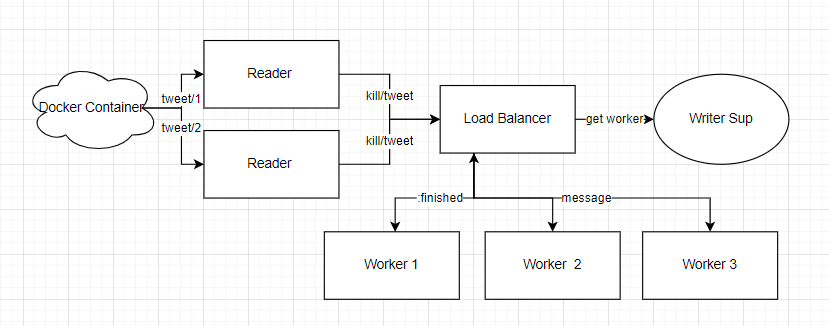 Reader
kill/tweet
Docker Container
tweet/1
tweet/2
Reader
kill/tweet
Load Balancer
get worker
Writer Sup
:finished
message
Worker 1
Worker  2
Worker 3